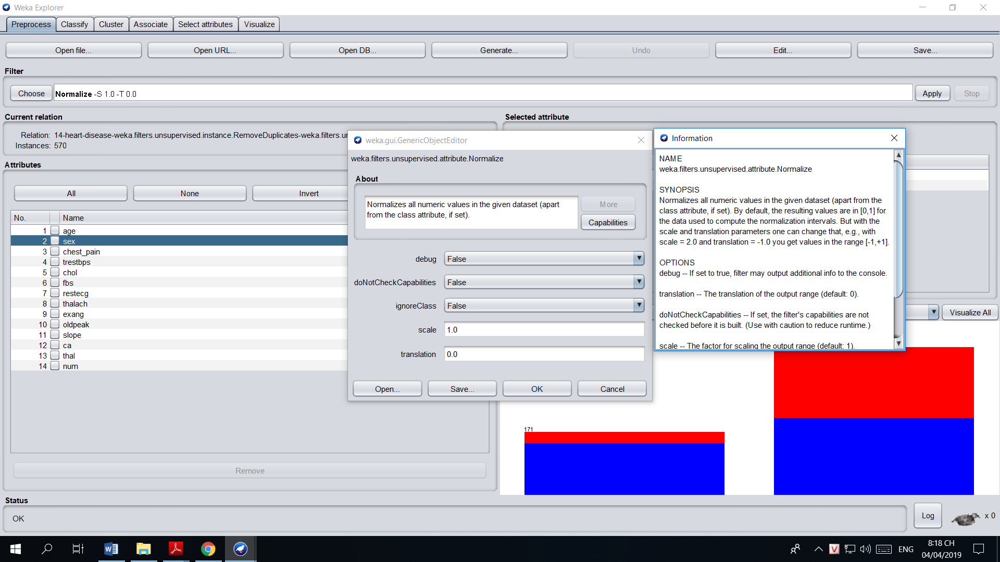 Weka Explorer
Preprocess Classify Cluster Associate Select attributes Visualize
Open file... Open URL... Open DB... Generate... Undo Edit... Save...
Filter
Choose Normalize -S 1.0 -T 0.0 Apply Stop
Current relation
Relation: 14-heart-disease-weka.filters.unsupervised.instance.RemoveDuplicates-weka.filters.u
Instances: 570
Attributes
All None Invert
No. Name
1 age
2 sex
3 chest_pain
4 trestbps
5 chol
6 fbs
7 restecg
8 thalach
9 exang
10 oldpeak
11 slope
12 ca
13 thal
14 num
Remove
Selected attribute
weka.gui.GenericObjectEditor
weka.filters.unsupervised.attribute.Normalize
About
Normalizes all numeric values in the given dataset (apart
from the class attribute, if set).
More
Capabilities
debug False
doNotCheckCapabilities False
ignoreClass False
scale 1.0
translation 0.0
Open... Save... OK Cancel
Information
NAME
weka.filters.unsupervised.attribute.Normalize
SYNOPSIS
Normalizes all numeric values in the given dataset (apart from the
class attribute, if set). By default, the resulting values are in [0,1] for
the data used to compute the normalization intervals. But with the
scale and translation parameters one can change that, e.g., with
scale = 2.0 and translation = -1.0 you get values in the range [-1,+1].
OPTIONS
debug -- If set to true, filter may output additional info to the console.
translation -- The translation of the output range (default: 0).
doNotCheckCapabilities -- If set, the filter's capabilities are not
checked before it is built. (Use with caution to reduce runtime.)
scale -- The factor for scaling the output range (default: 1).
Visualize All
171
Status
OK
Log
x 0
ENG
8:18 CH
04/04/2019